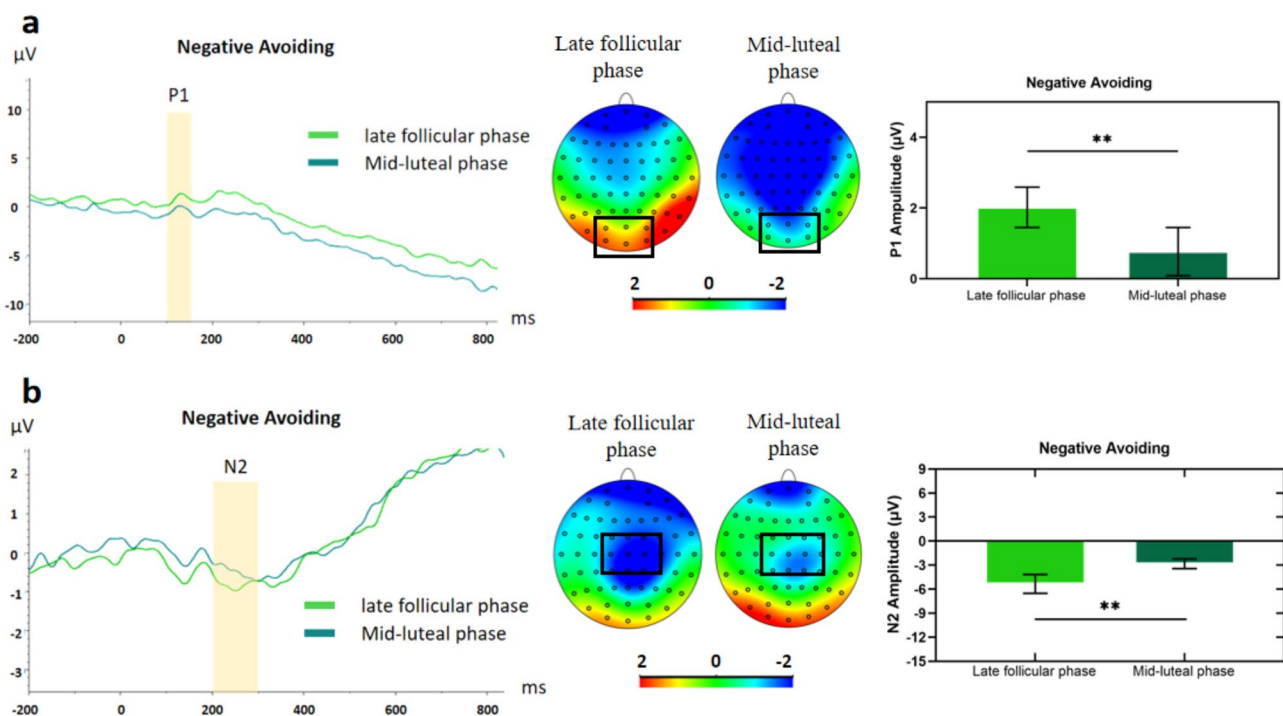 a
μV
Negative Avoiding
P1
10
5
0
-5
-10
late follicular phase
Mid-luteal phase
-200
0
200
400
600
800
ms
Late follicular
phase
Mid-luteal
phase
2
0
-2
Negative Avoiding
P1 Ampulitude (μV)
4
2
0
**
Late follicular phase
Mid-luteal phase
b
μV
Negative Avoiding
N2
2
1
0
-1
-2
-3
late follicular phase
Mid-luteal phase
-200
0
200
400
600
800
ms
Late follicular
phase
Mid-luteal
phase
2
0
-2
Negative Avoiding
N2 Amplitude (μV)
9
6
3
0
-3
-6
-9
-12
-15
**
Late follicular phase
Mid-luteal phase